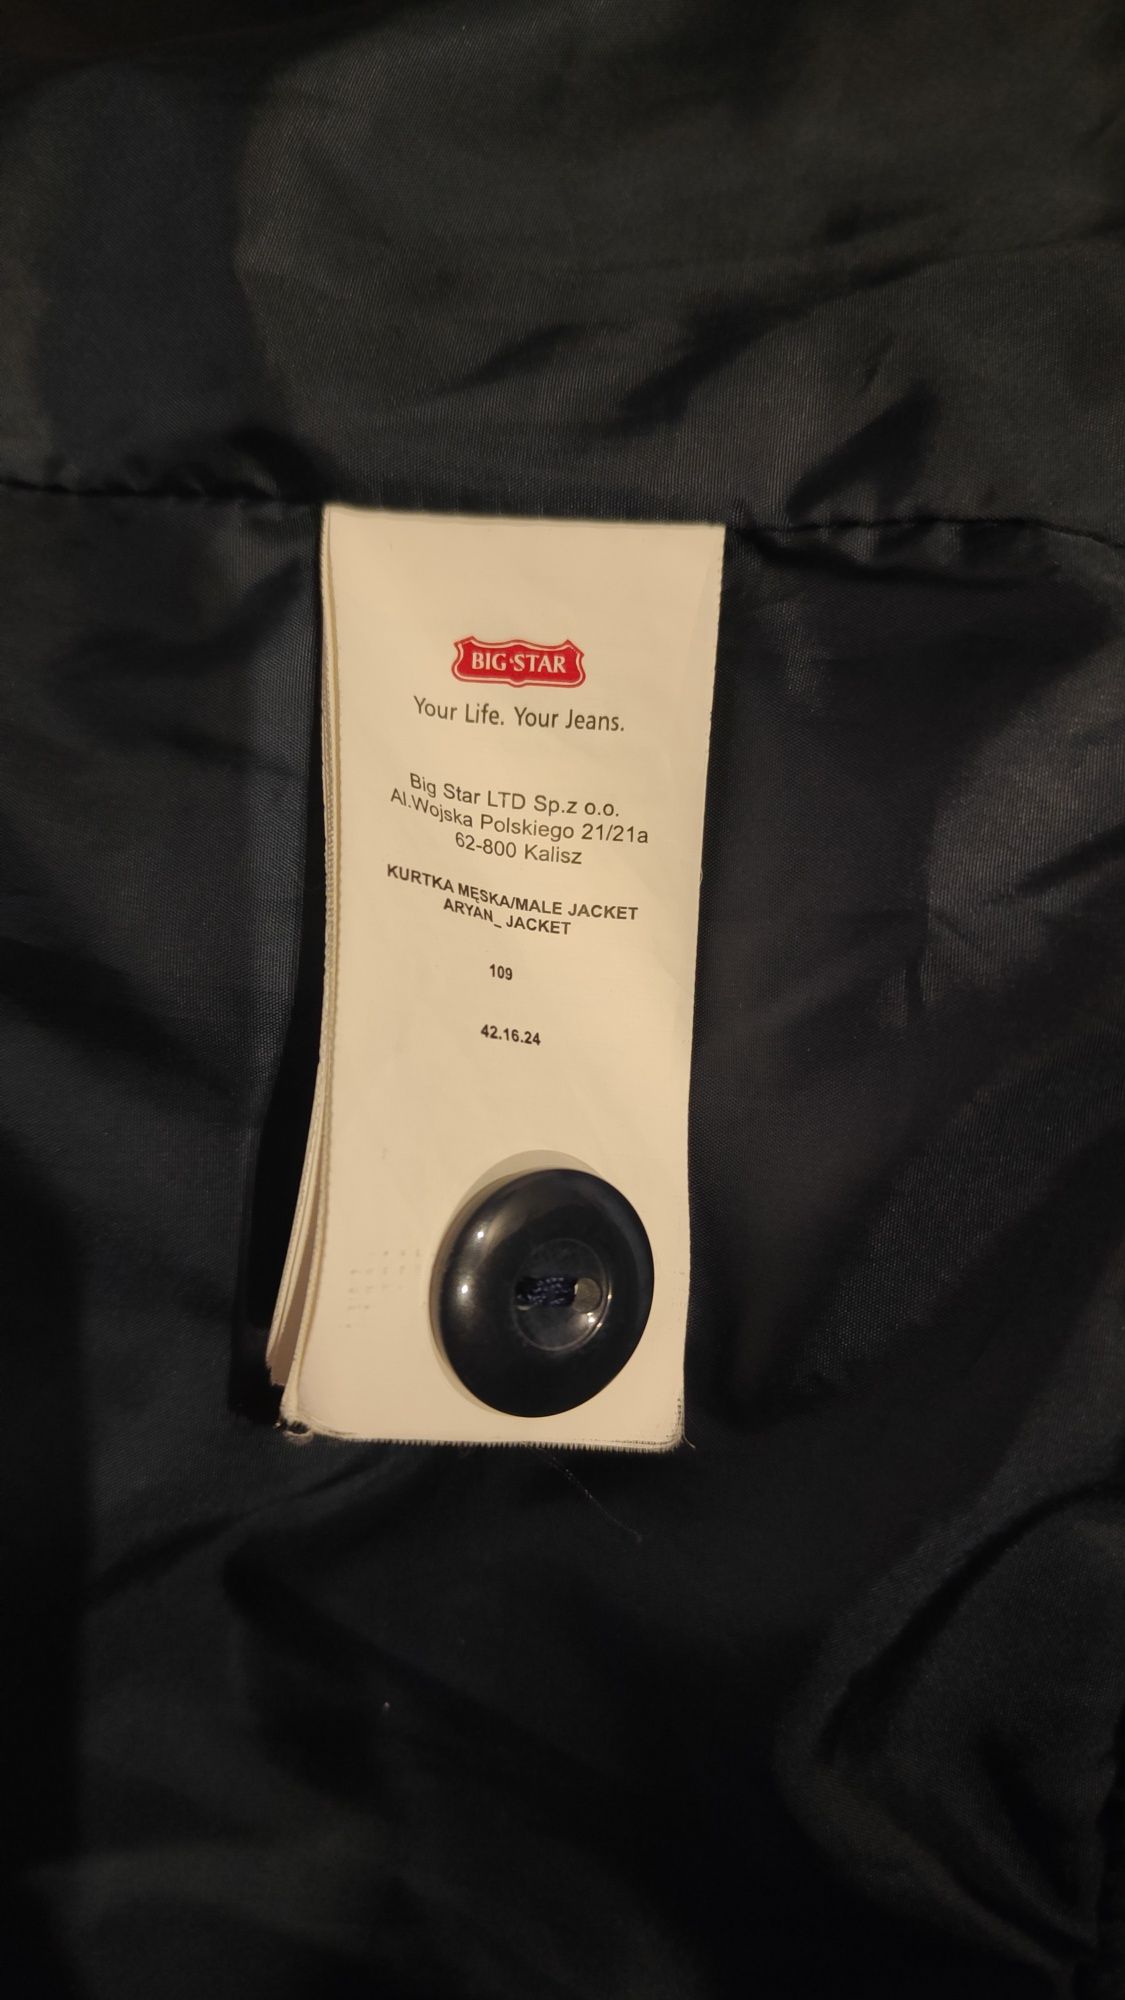 BIG STAR
Your Life. Your Jeans.
Big Star LTD Sp.z o.o.
Al.Wojska Polskiego 21/21a
62-800 Kalisz
KURTKA MĘSKA/MALE JACKET
ARYAN_ JACKET
109
42.16.24